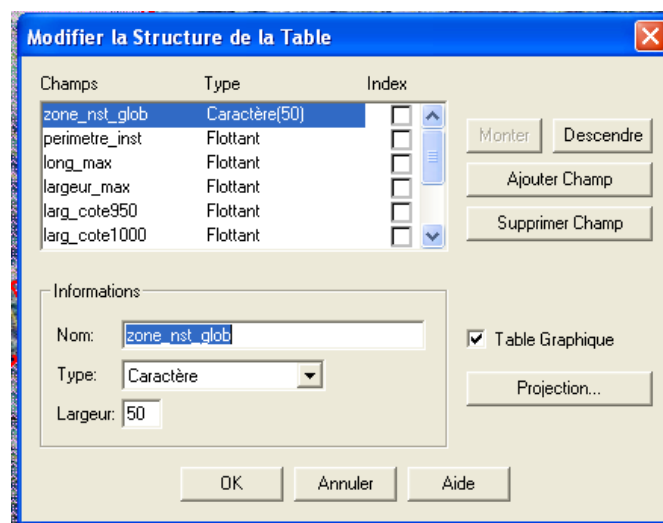 Modifier la Structure de la Table
Champs Type Index
zone_nst_glob Caractère(50)
perimetre_inst Flottant
long_max Flottant
largeur_max Flottant
larg_cote950 Flottant
larg_cote1000 Flottant
Monter Descendre
Ajouter Champ
Supprimer Champ
Informations
Nom: zone_nst_glob
Type: Caractère
Largeur: 50
Table Graphique
Projection...
OK Annuler Aide